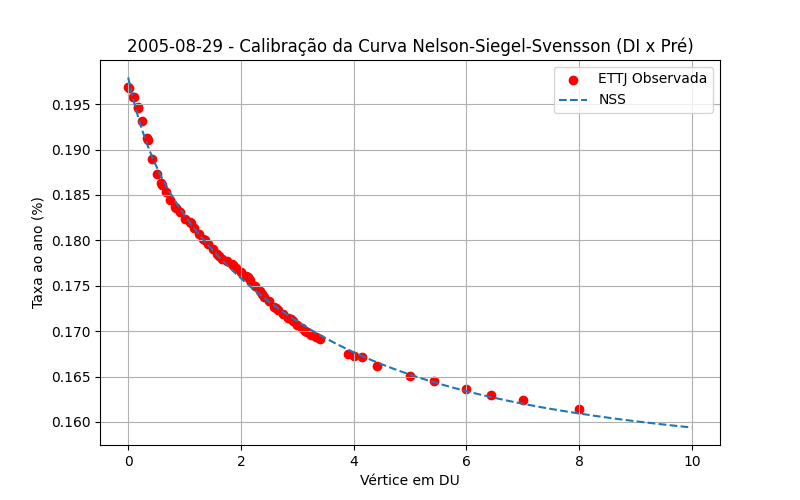 2005-08-29 - Calibração da Curva Nelson-Siegel-Svensson (DI x Pré)
ETTJ Observada
NSS
Taxa ao ano (%)
0.195
0.190
0.185
0.180
0.175
0.170
0.165
0.160
0 2 4 6 8 10
Vértice em DU